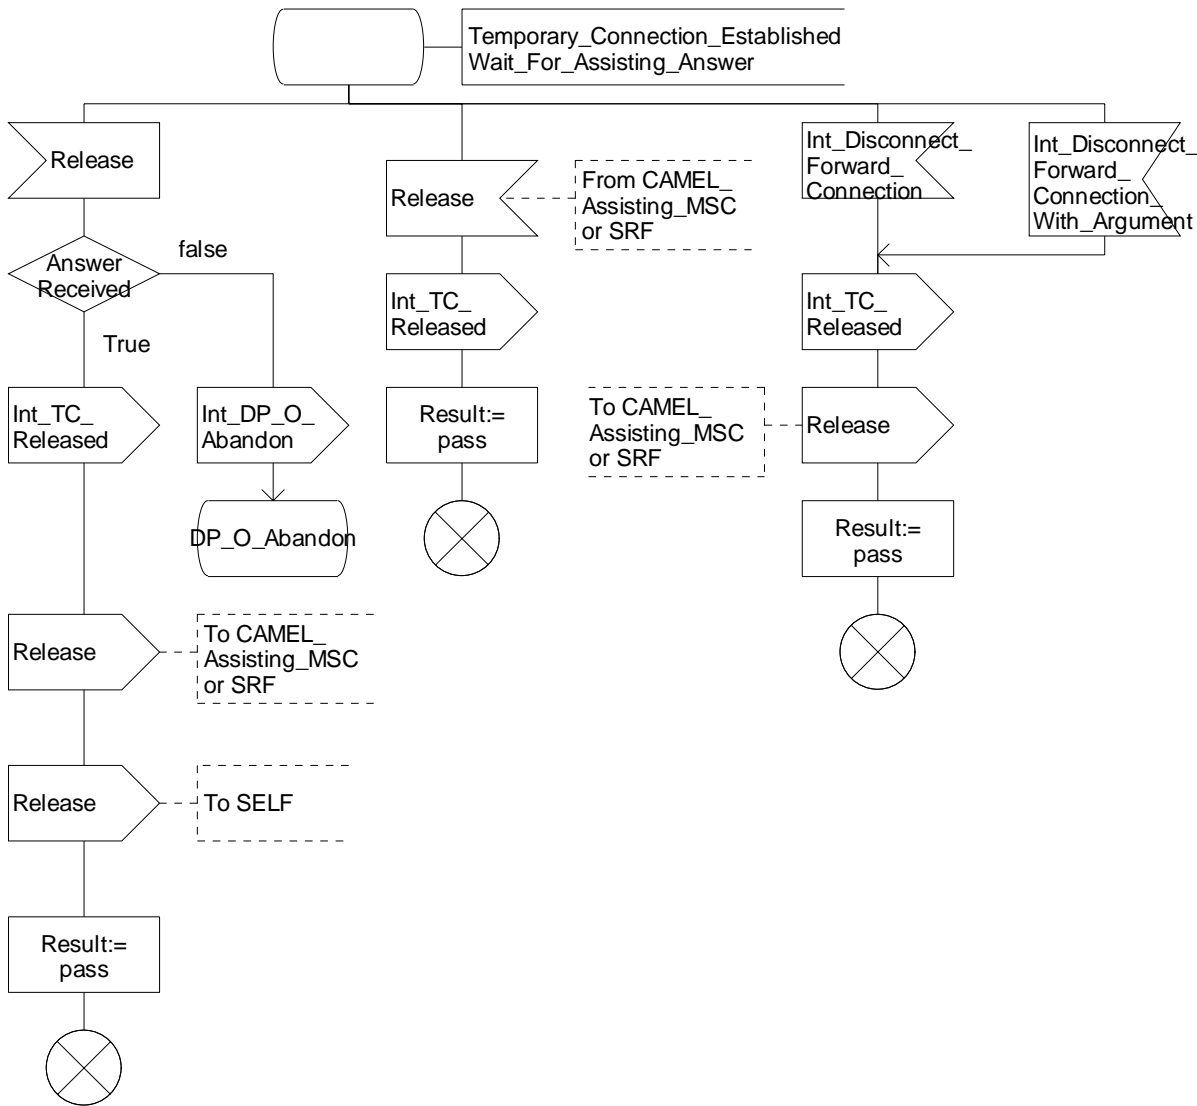 Temporary_Connection_Established
Wait_For_Assisting_Answer
Release
Answer
Received
false
True
Int_TC_
Released
Int_DP_O_
Abandon
DP_O_Abandon
Release
To CAMEL_
Assisting_MSC
or SRF
Release
To SELF
Result:=
pass
Release
From CAMEL_
Assisting_MSC
or SRF
Int_TC_
Released
Result:=
pass
Int_Disconnect_
Forward_
Connection
Int_Disconnect_
Forward_
Connection_
With_Argument
Int_TC_
Released
To CAMEL_
Assisting_MSC
or SRF
Release
Result:=
pass